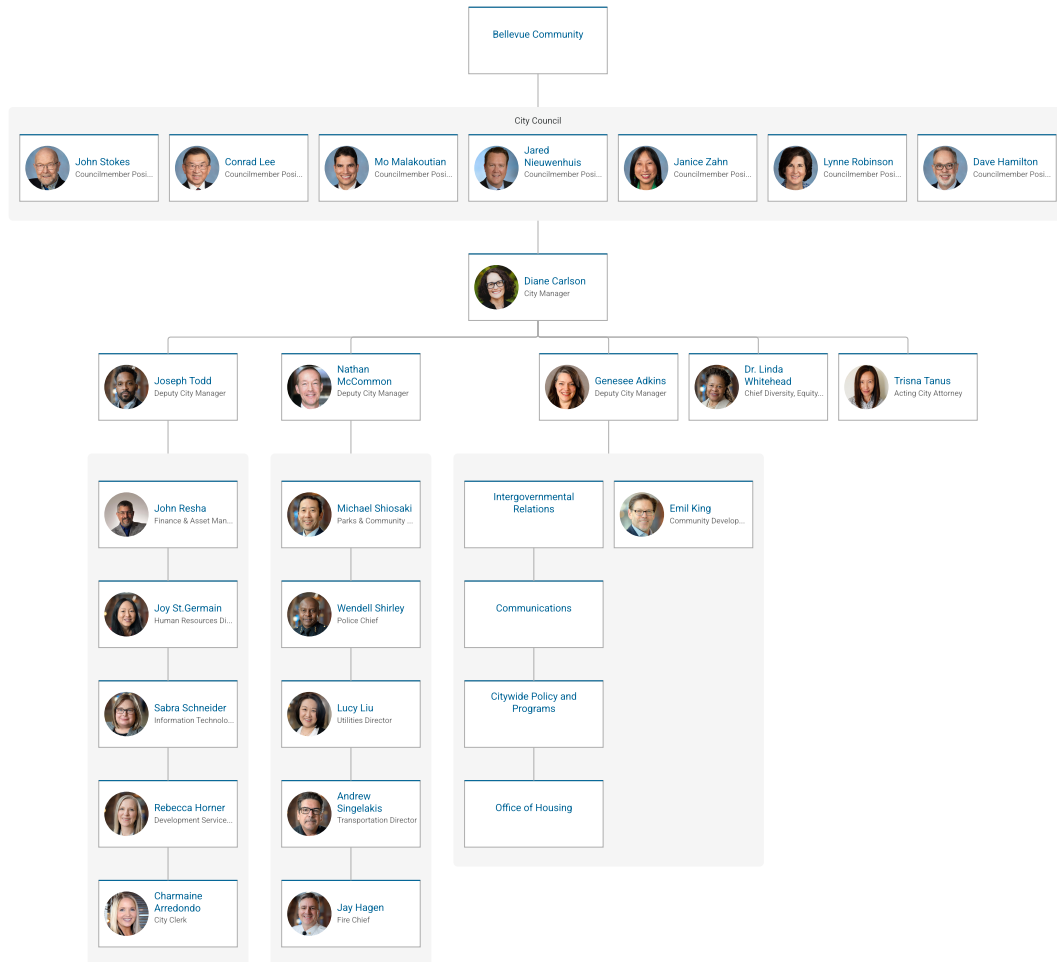 Bellevue Community
City Council
John Stokes
Councilmember Posi...
Conrad Lee
Councilmember Posi...
Mo Malakoutian
Councilmember Posi...
Jared
Nieuwenhuis
Councilmember Posi...
Janice Zahn
Councilmember Posi...
Lynne Robinson
Councilmember Posi...
Dave Hamilton
Councilmember Posi...
Diane Carlson
City Manager
Joseph Todd
Deputy City Manager
Nathan
McCommon
Deputy City Manager
Genesee Adkins
Deputy City Manager
Dr. Linda
Whitehead
Chief Diversity, Equity...
Trisna Tanus
Acting City Attorney
John Resha
Finance & Asset Man...
Michael Shiosaki
Parks & Community ...
Intergovernmental
Relations
Emil King
Community Develop...
Joy St.Germain
Human Resources Di...
Wendell Shirley
Police Chief
Communications
Sabra Schneider
Information Technolo...
Lucy Liu
Utilities Director
Citywide Policy and
Programs
Rebecca Horner
Development Service...
Andrew
Singelakis
Transportation Director
Office of Housing
Charmaine
Arredondo
City Clerk
Jay Hagen
Fire Chief